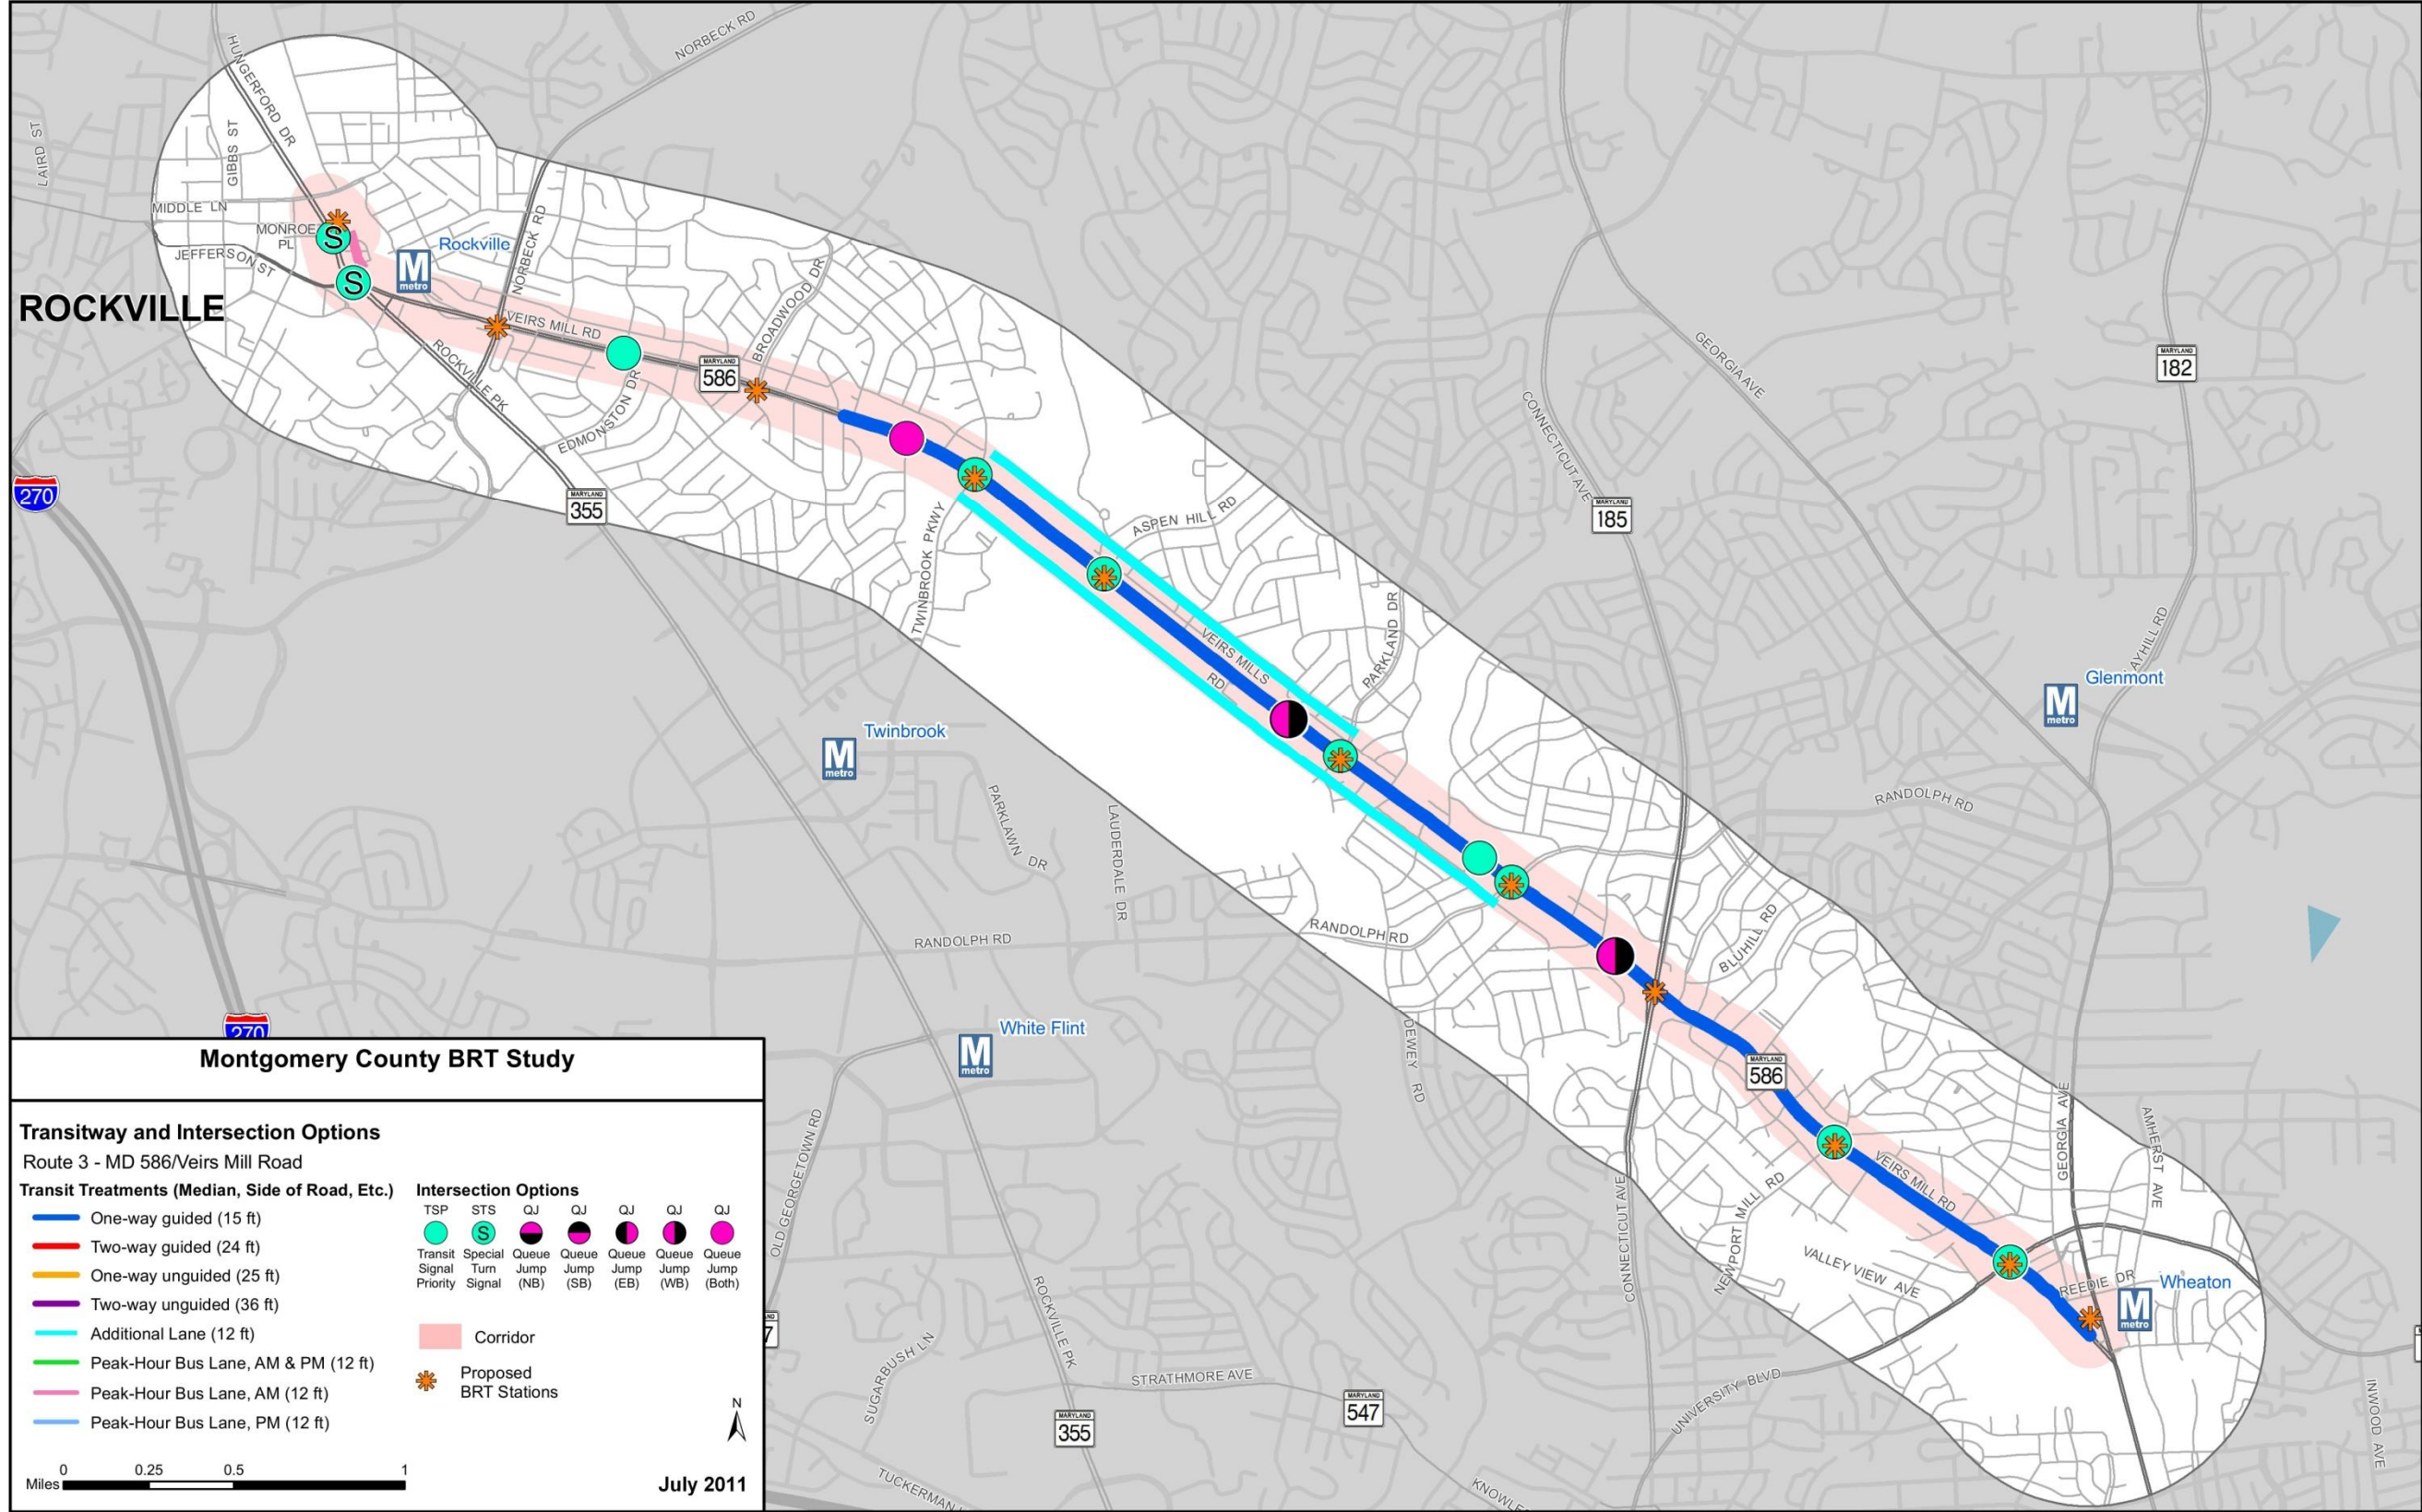 NORBECK RD
HUNGERFORD DR
LAIRD ST
GIBBS ST
MIDDLE LN
MONROE
PL
JEFFERSON ST
ROCKVILLE
M
metro
Rockville
NORBECK RD
VEIRS MILL RD
BROADWOOD DR
S
S
ROCKVILLE PK
EDMONSTON DR
MARYLAND
586
MARYLAND
355
270
TWINBROOK PKWY
ASPEN HILL RD
VEIRS MILLS
RD
PARKLAND DR
CONNECTICUT AVE
MARYLAND
185
GEORGIA AVE
MARYLAND
182
Glenmont
M
metro
Twinbrook
M
metro
PARKLAWN DR
LAUDERDALE DR
RANDOLPH RD
RANDOLPH RD
RANDOLPH RD
BLUHILL RD
DEWEY RD
White Flint
M
metro
270
MARYLAND
586
GEORGIA AVE
AMHERST AVE
VEIRS MILL RD
NEWPORT MILL RD
CONNECTICUT AVE
VALLEY VIEW AVE
REEDIE DR
Wheaton
M
metro
OLD GEORGETOWN RD
ROCKVILLE PK
SUGARBUSH LN
STRATHMORE AVE
MARYLAND
355
MARYLAND
547
UNIVERSITY BLVD
INWOOD AVE
TUCKERMAN
Montgomery County BRT Study
Transitway and Intersection Options
Route 3 - MD 586/Veirs Mill Road
Transit Treatments (Median, Side of Road, Etc.)
One-way guided (15 ft)
Two-way guided (24 ft)
One-way unguided (25 ft)
Two-way unguided (36 ft)
Additional Lane (12 ft)
Peak-Hour Bus Lane, AM & PM (12 ft)
Peak-Hour Bus Lane, AM (12 ft)
Peak-Hour Bus Lane, PM (12 ft)
Intersection Options
TSP STS QJ QJ QJ QJ QJ
S
Transit Special Queue Queue Queue Queue Queue
Signal Turn Jump Jump Jump Jump Jump
Priority Signal (NB) (SB) (EB) (WB) (Both)
Corridor
Proposed
BRT Stations
N
0 0.25 0.5 1
Miles
July 2011